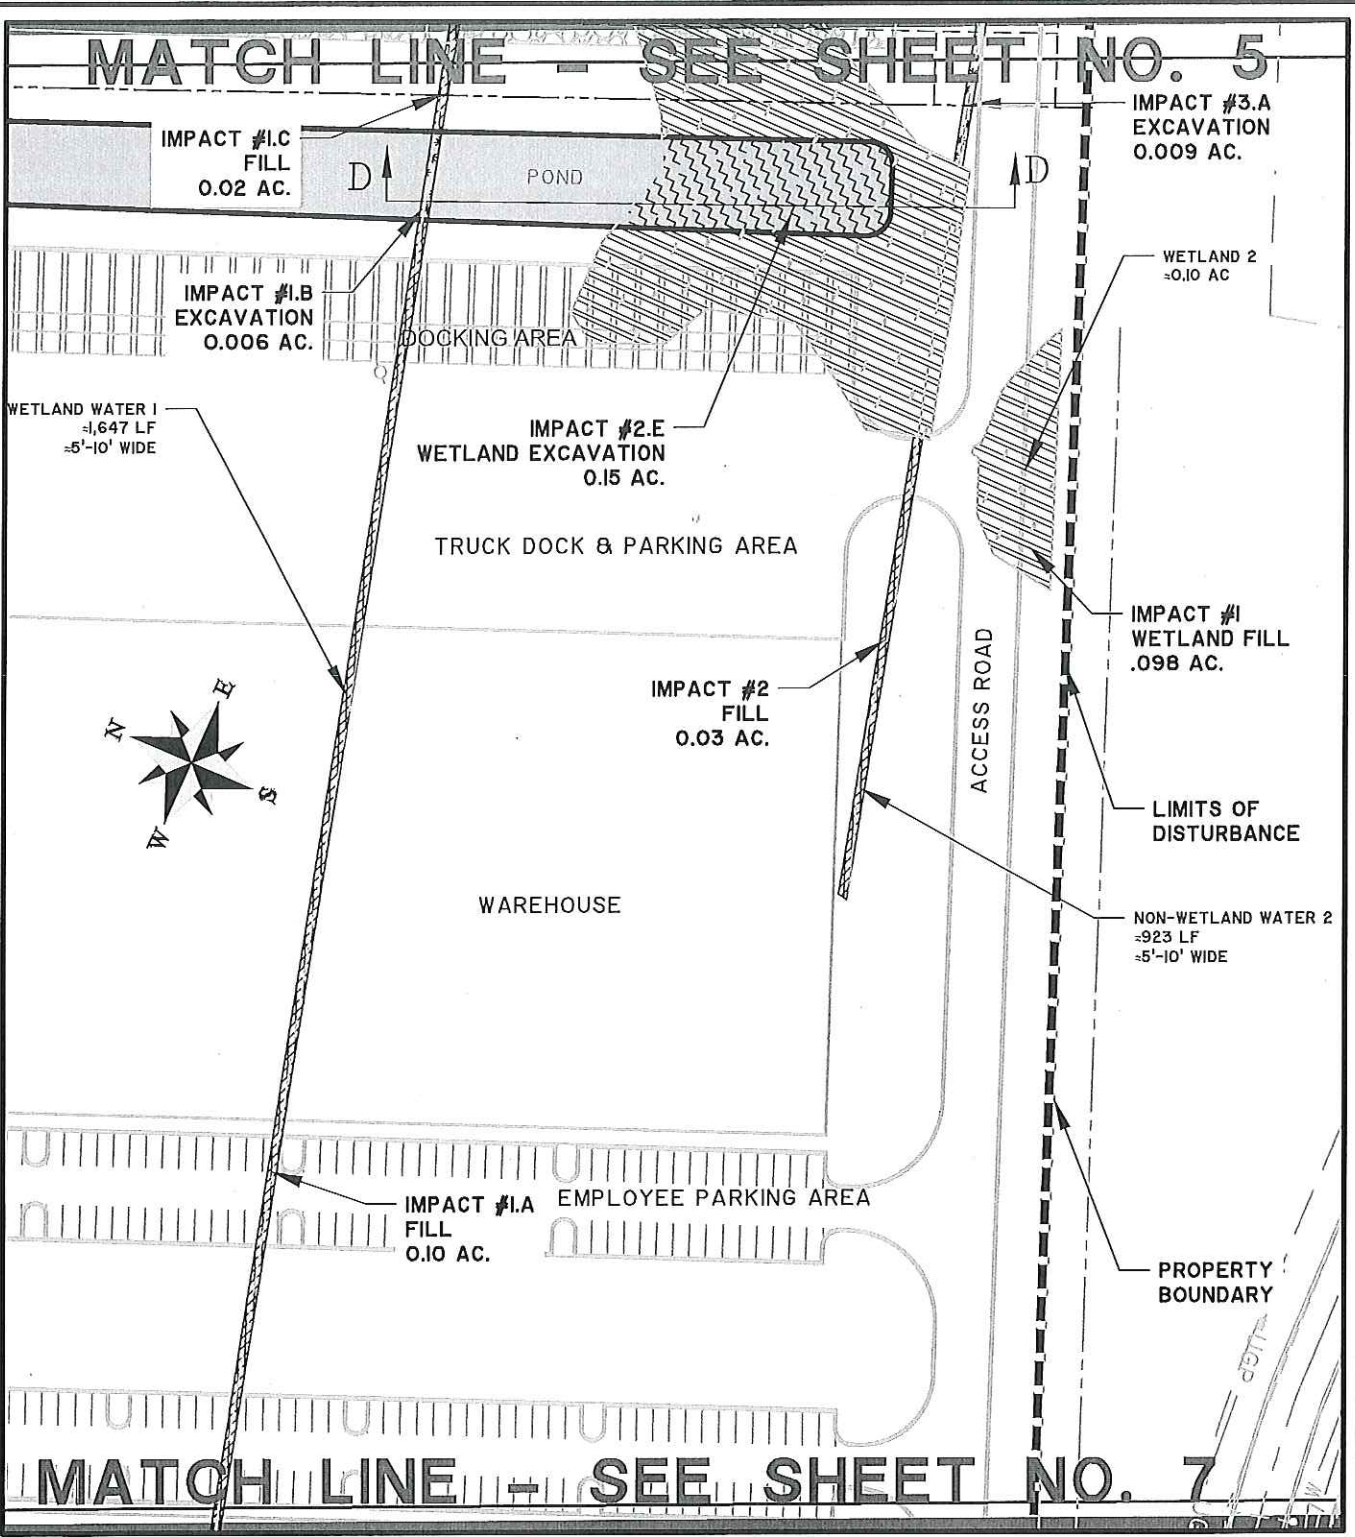 MATCH LINE - SEE SHEET NO. 5
IMPACT #1.C
FILL
0.02 AC.
D
POND
D
IMPACT #3.A
EXCAVATION
0.009 AC.
WETLAND 2
≈0.10 AC
IMPACT #1.B
EXCAVATION
0.006 AC.
DOCKING AREA
WETLAND WATER 1
≈1,647 LF
≈5'-10' WIDE
IMPACT #2.E
WETLAND EXCAVATION
0.15 AC.
TRUCK DOCK & PARKING AREA
IMPACT #1
WETLAND FILL
.098 AC.
IMPACT #2
FILL
0.03 AC.
ACCESS ROAD
N
E
S
W
LIMITS OF
DISTURBANCE
WAREHOUSE
NON-WETLAND WATER 2
≈923 LF
≈5'-10' WIDE
IMPACT #1.A
FILL
0.10 AC.
EMPLOYEE PARKING AREA
PROPERTY
BOUNDARY
MATCH LINE - SEE SHEET NO. 7